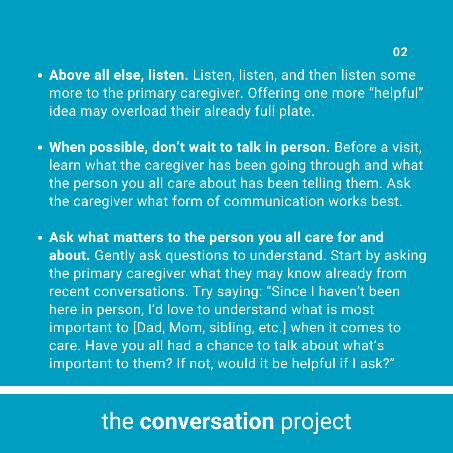 02
• Above all else, listen. Listen, listen, and then listen some
more to the primary caregiver. Offering one more “helpful”
idea may overload their already full plate.
• When possible, don’t wait to talk in person. Before a visit,
learn what the caregiver has been going through and what
the person you all care about has been telling them. Ask
the caregiver what form of communication works best.
• Ask what matters to the person you all care for and
about. Gently ask questions to understand. Start by asking
the primary caregiver what they may know already from
recent conversations. Try saying: “Since I haven’t been
here in person, I’d love to understand what is most
important to [Dad, Mom, sibling, etc.] when it comes to
care. Have you all had a chance to talk about what’s
important to them? If not, would it be helpful if I ask?”
the conversation project